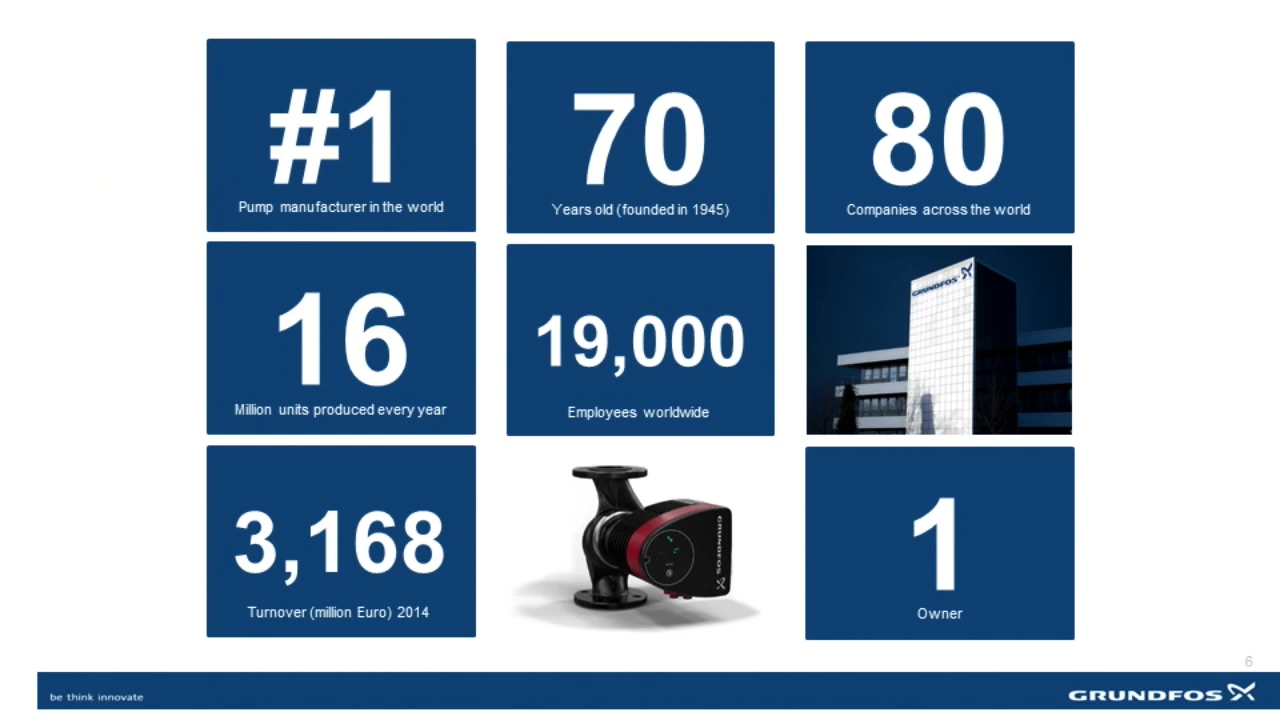 #1
Pump manufacturer in the world
70
Years old (founded in 1945)
80
Companies across the world
16
Million units produced every year
19,000
Employees worldwide
GRUNDFOS
3,168
Turnover (million Euro) 2014
GRUNDFOS
1
Owner
6
be think innovate
GRUNDFOS